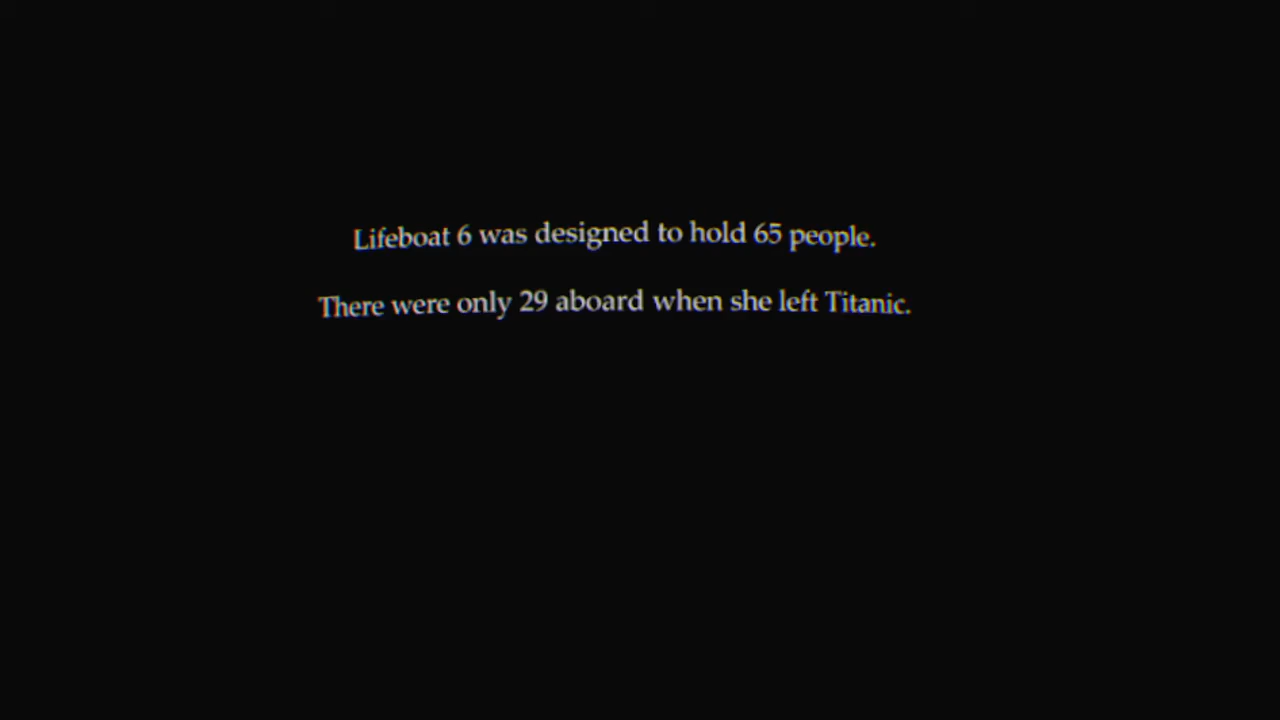 Lifeboat 6 was designed to hold 65 people.
There were only 29 aboard when she left Titanic.